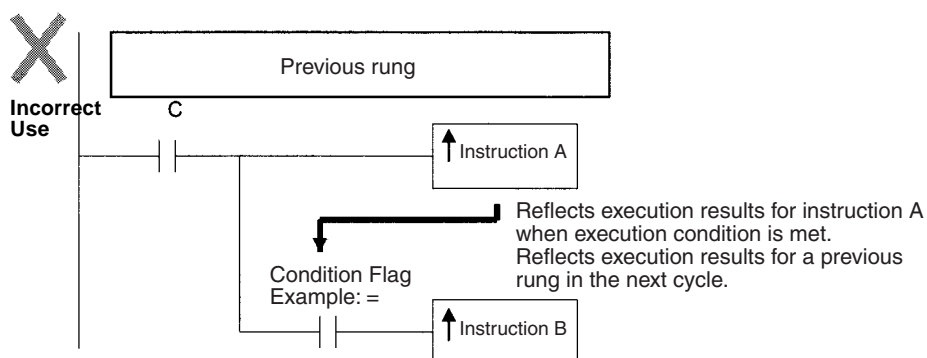 Previous rung
Incorrect
Use
C
Instruction A
Reflects execution results for instruction A
when execution condition is met.
Reflects execution results for a previous
rung in the next cycle.
Condition Flag
Example: =
Instruction B